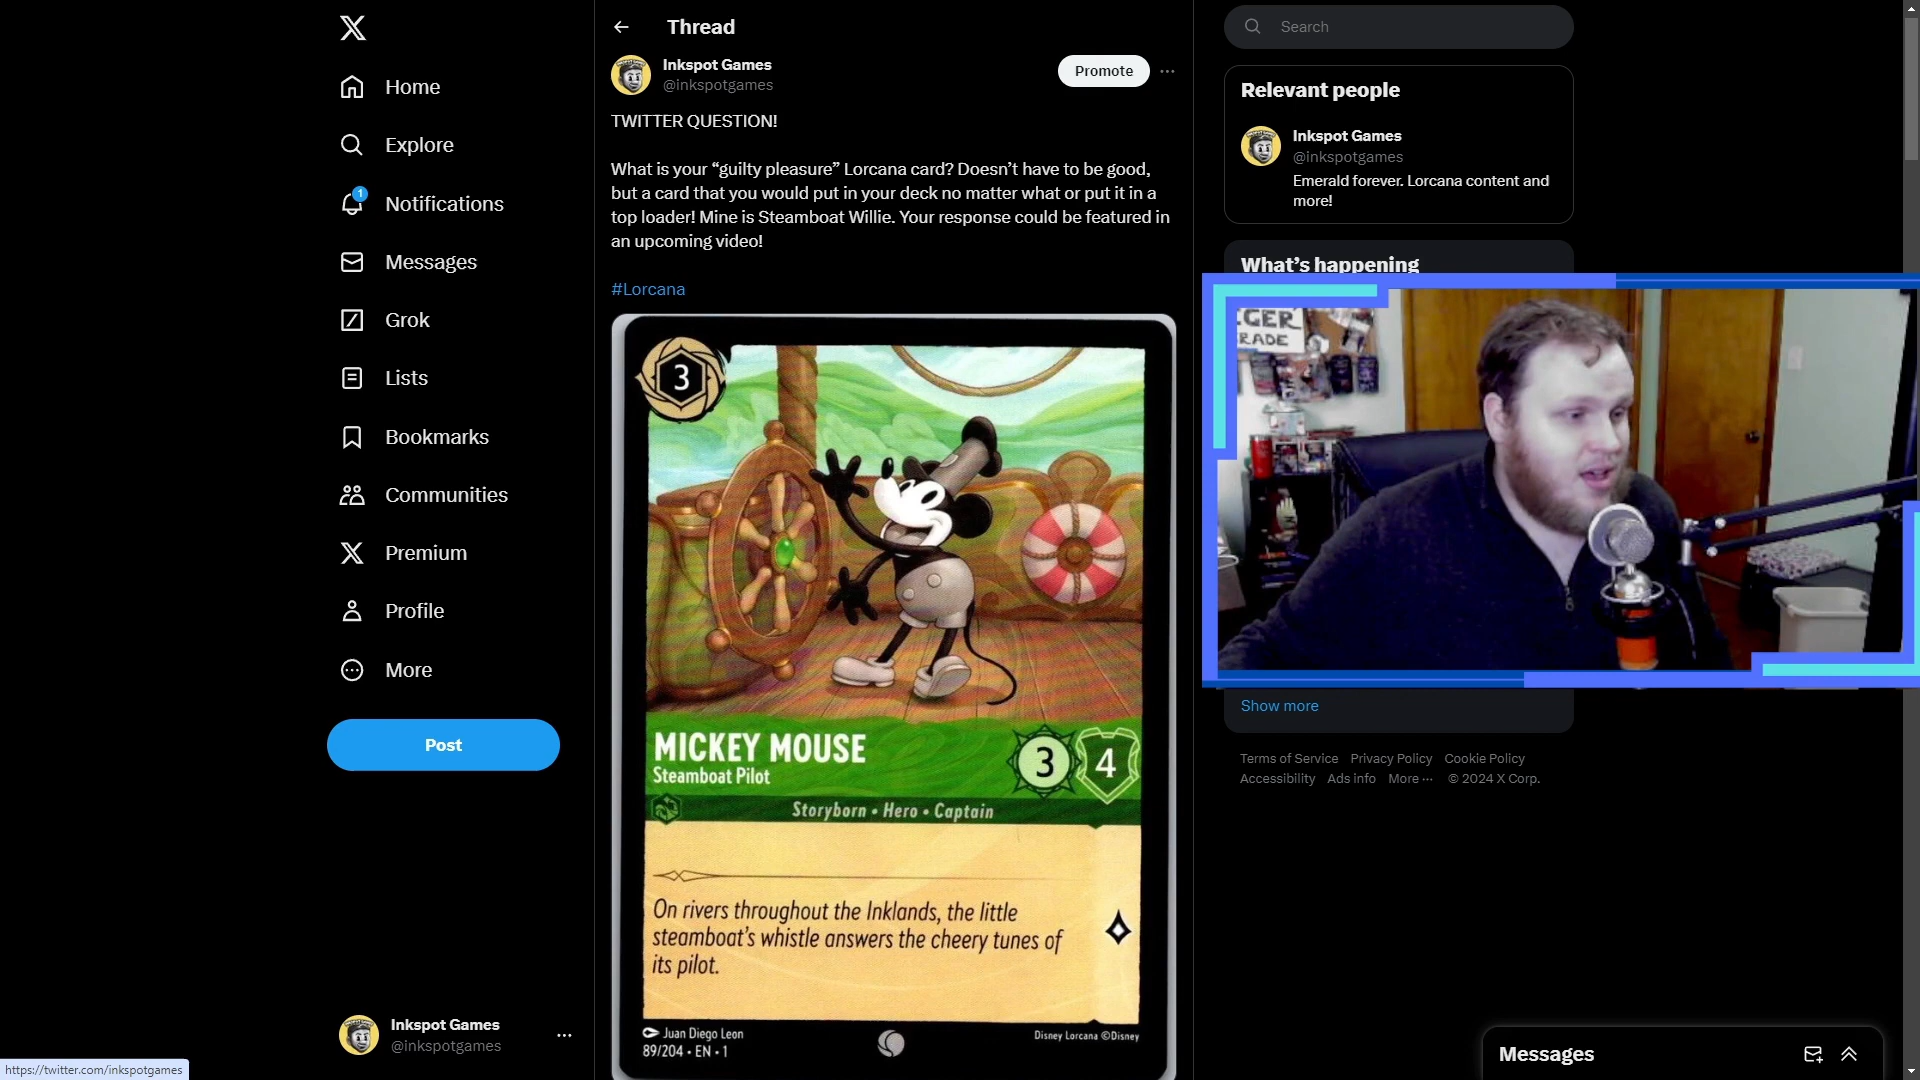 Home
Explore
1
Notifications
Messages
Grok
Lists
Bookmarks
Communities
Premium
Profile
More
Post
Inkspot Games
@inkspotgames
https://twitter.com/inkspotgames
Thread
Inkspot Games
@inkspotgames
Promote
TWITTER QUESTION!
What is your “guilty pleasure” Lorcana card? Doesn’t have to be good,
but a card that you would put in your deck no matter what or put it in a
top loader! Mine is Steamboat Willie. Your response could be featured in
an upcoming video!
#Lorcana
3
MICKEY MOUSE
Steamboat Pilot
3 4
Storyborn • Hero • Captain
On rivers throughout the Inklands, the little
steamboat's whistle answers the cheery tunes of
its pilot.
Juan Diego Leon
89/204 • EN • 1
Disney Lorcana ©Disney
Search
Relevant people
Inkspot Games
@inkspotgames
Emerald forever. Lorcana content and
more!
What’s happening
RADE
Show more
Terms of Service Privacy Policy Cookie Policy
Accessibility Ads info More ··· © 2024 X Corp.
Messages